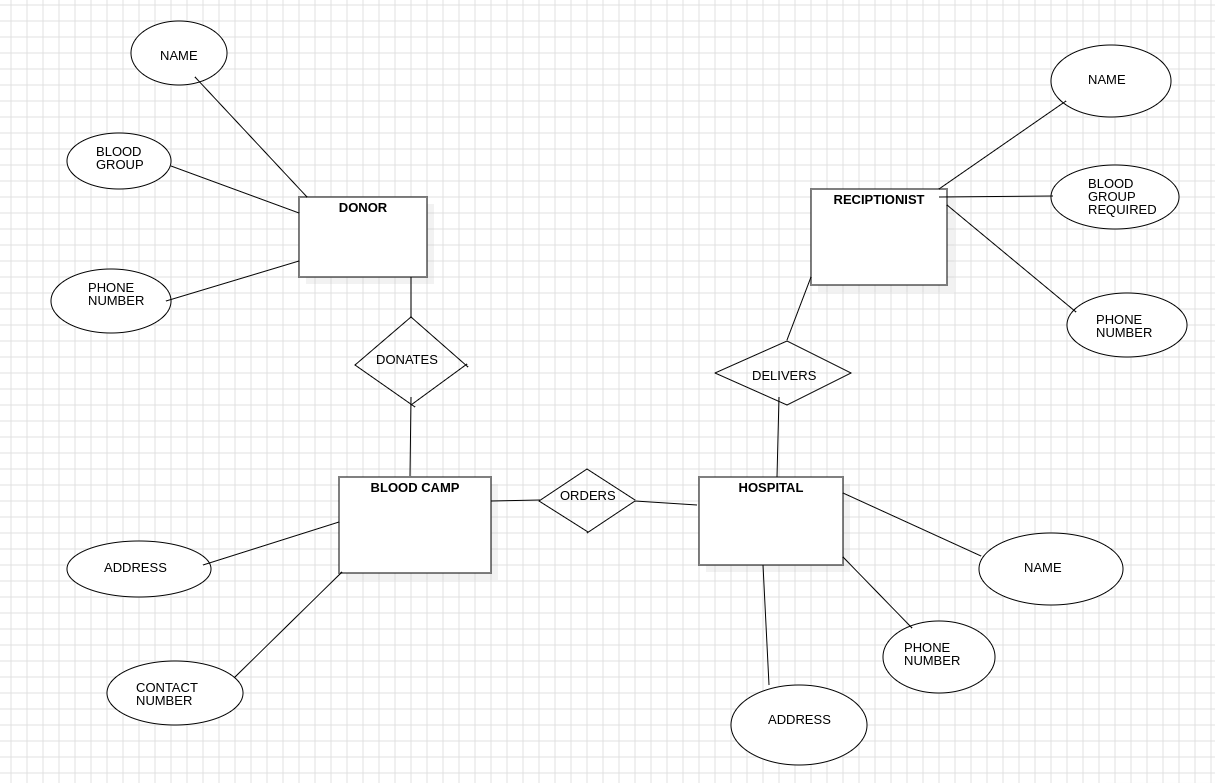 NAME
BLOOD
GROUP
PHONE
NUMBER
DONOR
DONATES
BLOOD CAMP
ADDRESS
CONTACT
NUMBER
ORDERS
NAME
BLOOD
GROUP
REQUIRED
PHONE
NUMBER
RECIPTIONIST
DELIVERS
HOSPITAL
NAME
PHONE
NUMBER
ADDRESS